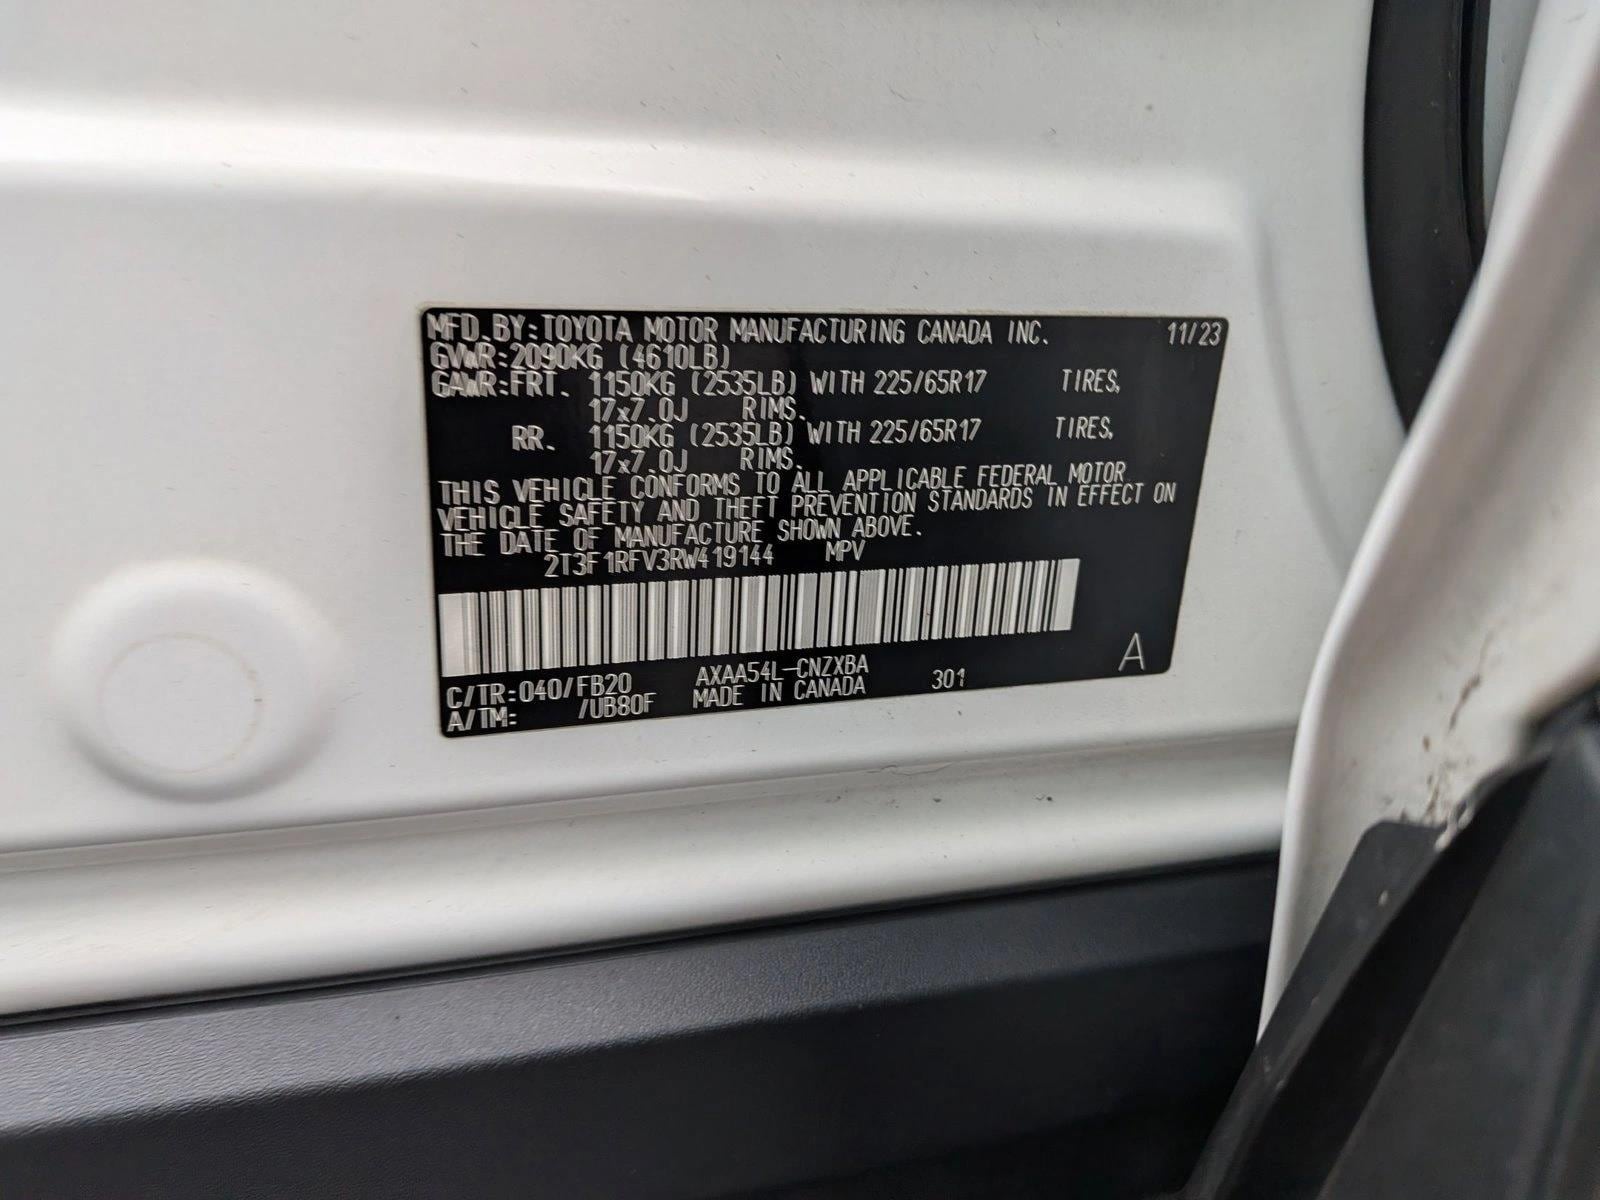 MFD.BY:TOYOTA MOTOR MANUFACTURING CANADA INC. 11/23
GVWR:2090KG (4610LB)
GAWR:FRT. 1150KG (2535LB) WITH 225/65R17 TIRES,
17x7.0J RIMS.
RR. 1150KG (2535LB) WITH 225/65R17 TIRES,
17x7.0J RIMS.
THIS VEHICLE CONFORMS TO ALL APPLICABLE FEDERAL MOTOR
VEHICLE SAFETY AND THEFT PREVENTION STANDARDS IN EFFECT ON
THE DATE OF MANUFACTURE SHOWN ABOVE.
2T3F1RFV3RW419144 MPV
C/TR:040/FB20 AXAA54L-CNZXBA 301 A
A/TM: /UB80F MADE IN CANADA